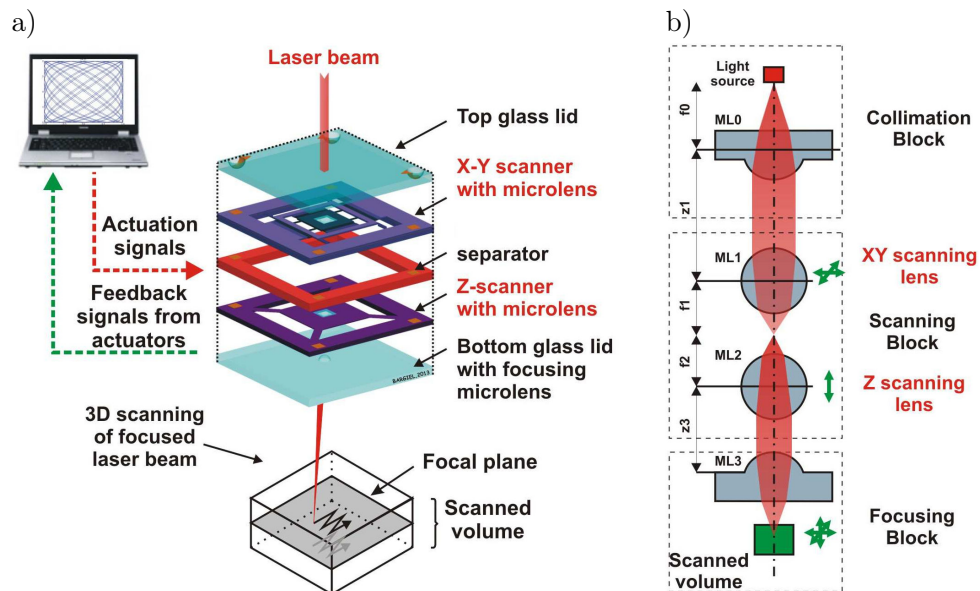 a)
Laser beam
Top glass lid
X-Y scanner
with microlens
Actuation
signals
separator
Feedback
signals from
actuators
Z-scanner
with microlens
Bottom glass lid
with focusing
microlens
BARGIEL, 2013
3D scanning
of focused
laser beam
Focal plane
Scanned
volume
b)
Light
source
f0
ML0
Collimation
Block
z1
ML1
XY scanning
lens
f1
Scanning
Block
f2
ML2
Z scanning
lens
z3
ML3
Focusing
Block
Scanned
volume